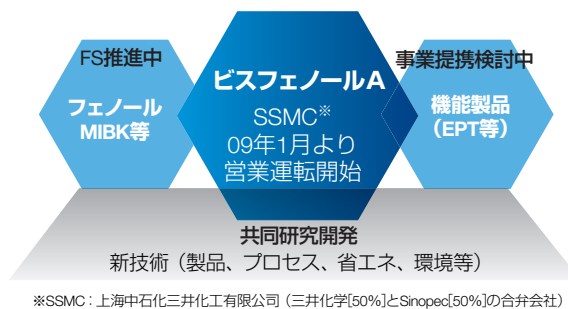 FS推進中
フェノール
MIBK等
ビスフェノールA
SSMC※
09年1月より
営業運転開始
事業提携検討中
機能製品
（EPT等）
共同研究開発
新技術（製品、プロセス、省エネ、環境等）
※SSMC：上海中石化三井化工有限公司（三井化学[50%]とSinopec[50%]の合弁会社）